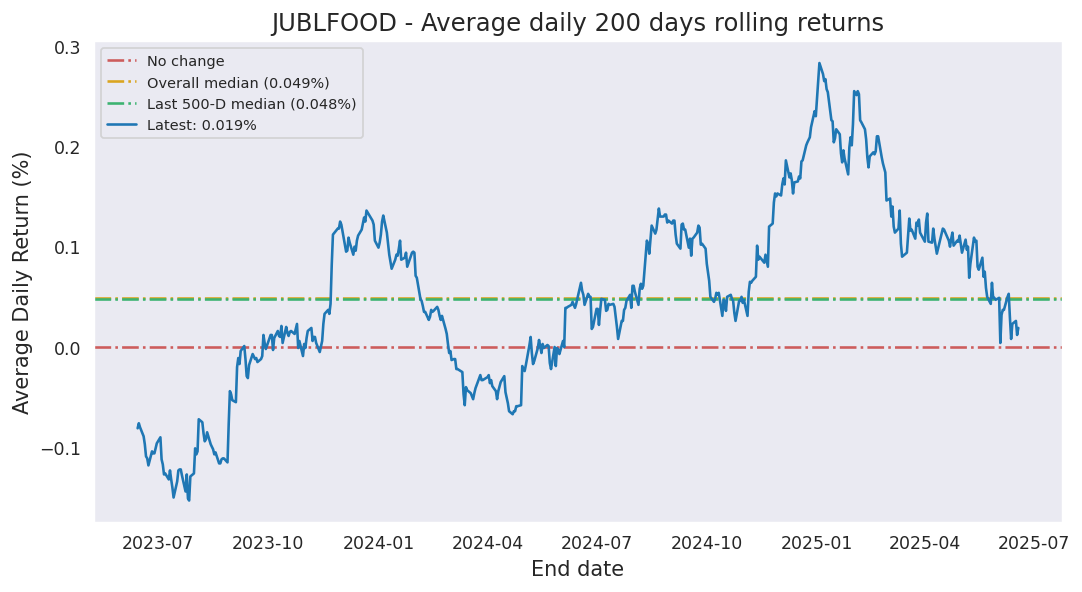 JUBLFOOD - Average daily 200 days rolling returns
No change
Overall median (0.049%)
Last 500-D median (0.048%)
Latest: 0.019%
Average Daily Return (%)
0.3
0.2
0.1
0.0
−0.1
2023-07 2023-10 2024-01 2024-04 2024-07 2024-10 2025-01 2025-04 2025-07
End date